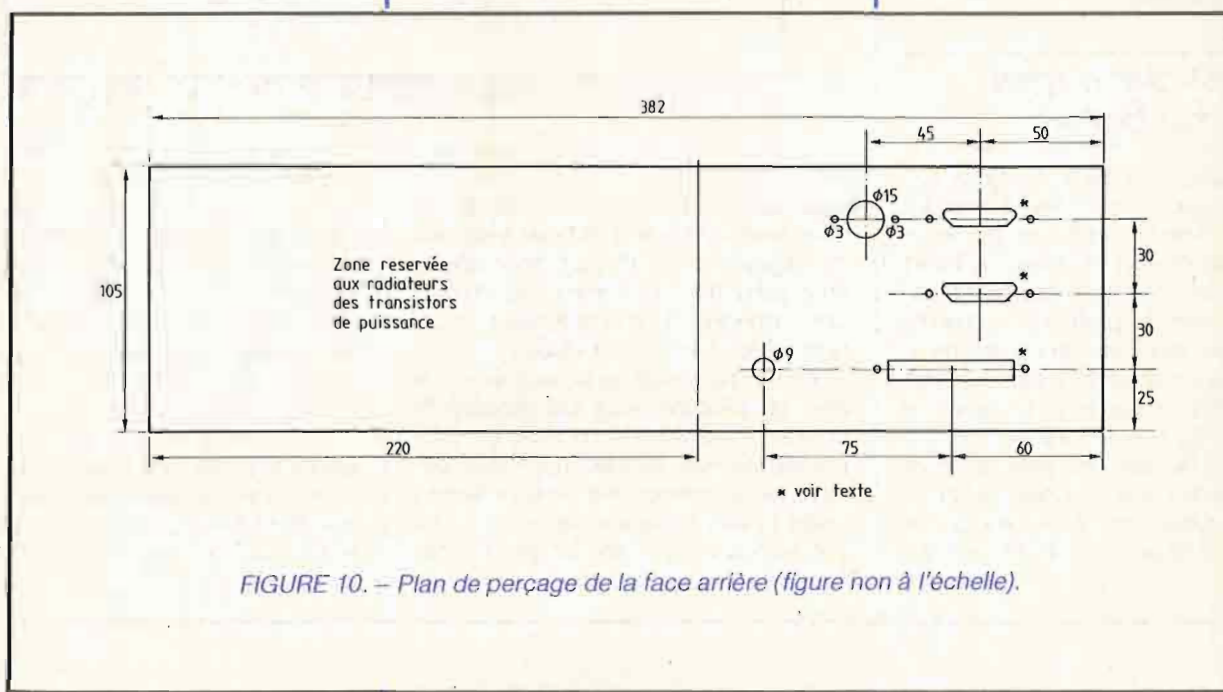 382
45
50
Φ15
*
Φ3
Φ3
30
*
Zone reservée
aux radiateurs
des transistors
de puissance
105
30
Φ9
*
25
220
75
60
* voir texte
FIGURE 10. – Plan de perçage de la face arrière (figure non à l'échelle).